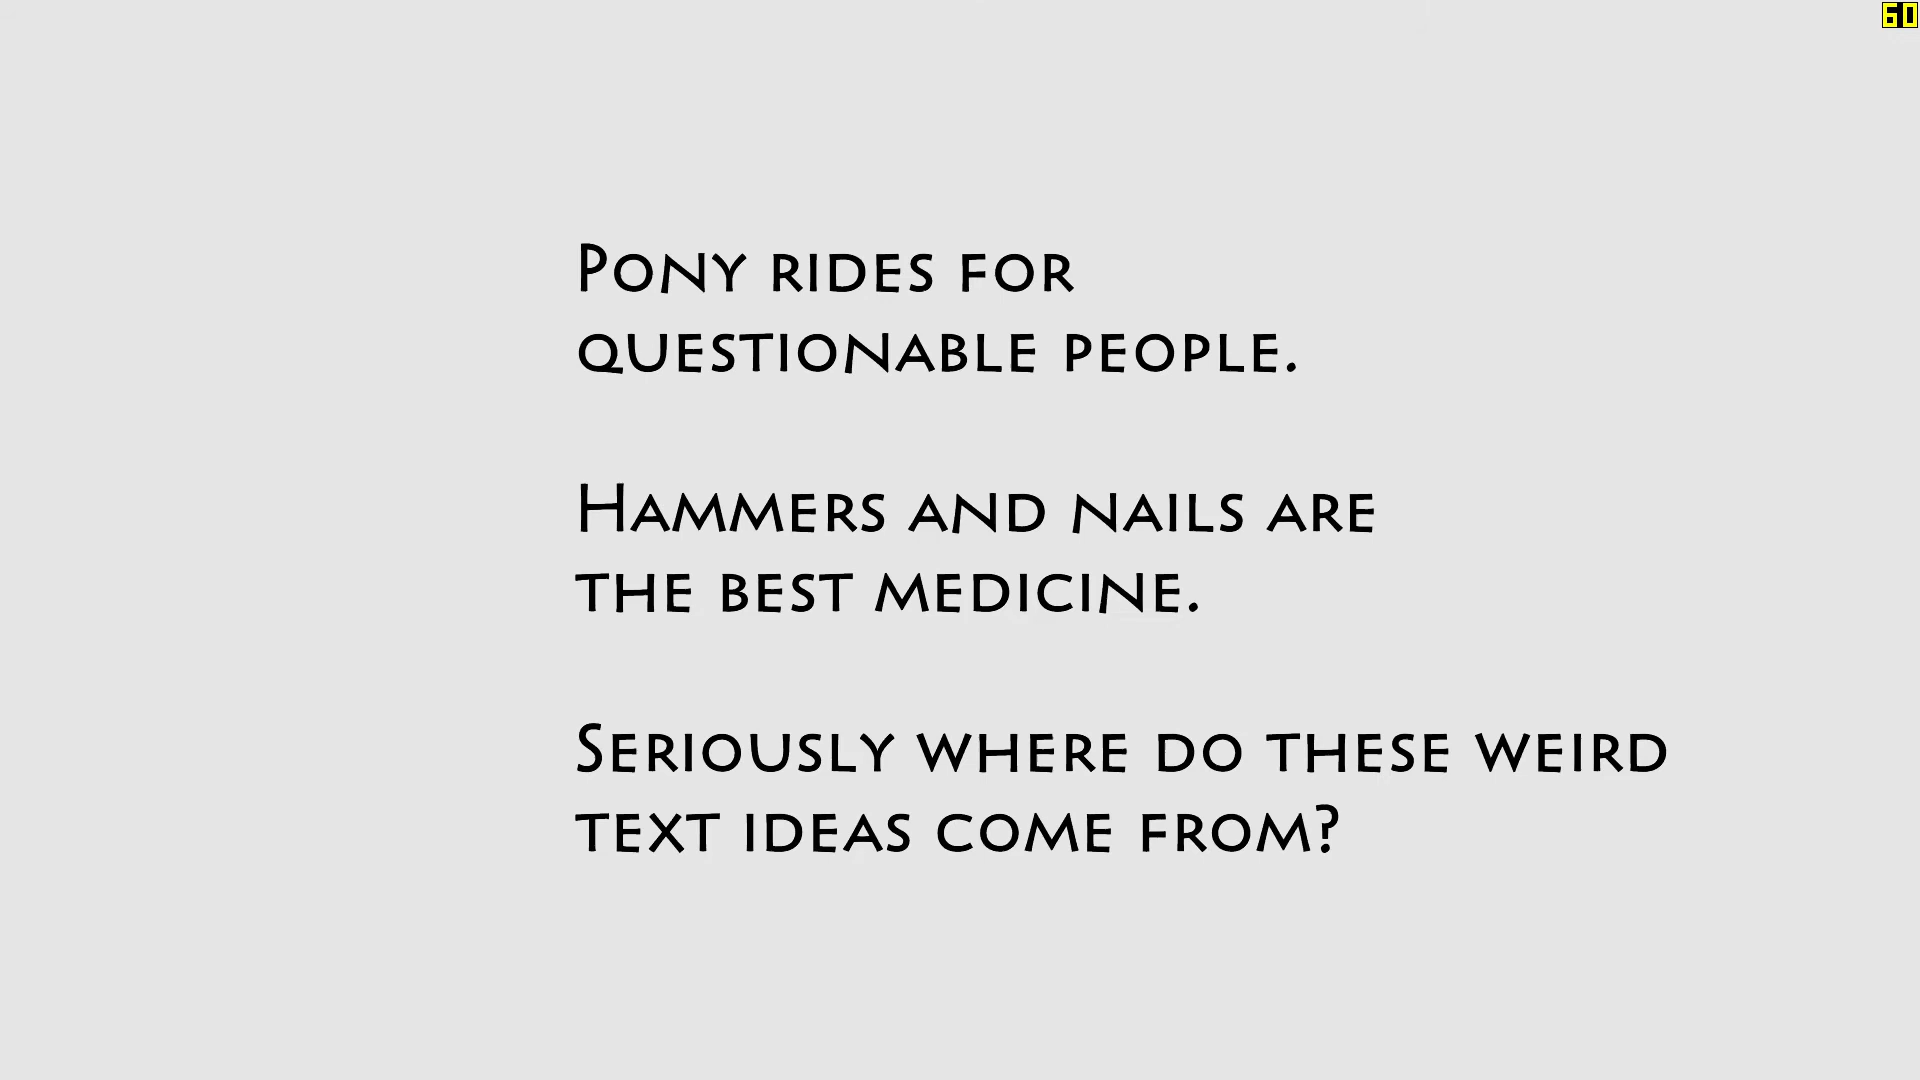 60
Pony rides for
questionable people.
Hammers and nails are
the best medicine.
Seriously where do these weird
text ideas come from?